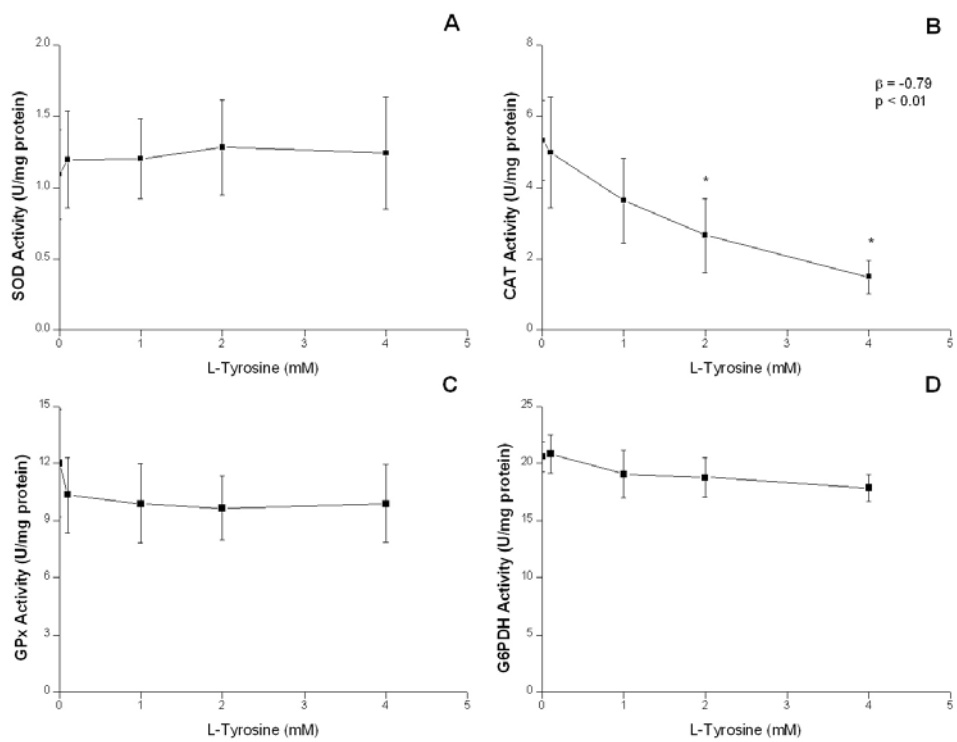 A
2.0
1.5
1.0
0.5
0.0
SOD Activity (U/mg protein)
0 1 2 3 4 5
L-Tyrosine (mM)
B
β = -0.79
p < 0.01
8
6
4
2
0
*
*
CAT Activity (U/mg protein)
0 1 2 3 4 5
L-Tyrosine (mM)
C
15
12
9
6
3
0
GPx Activity (U/mg protein)
0 1 2 3 4 5
L-Tyrosine (mM)
D
25
20
15
10
5
0
G6PDH Activity (U/mg protein)
0 1 2 3 4 5
L-Tyrosine (mM)